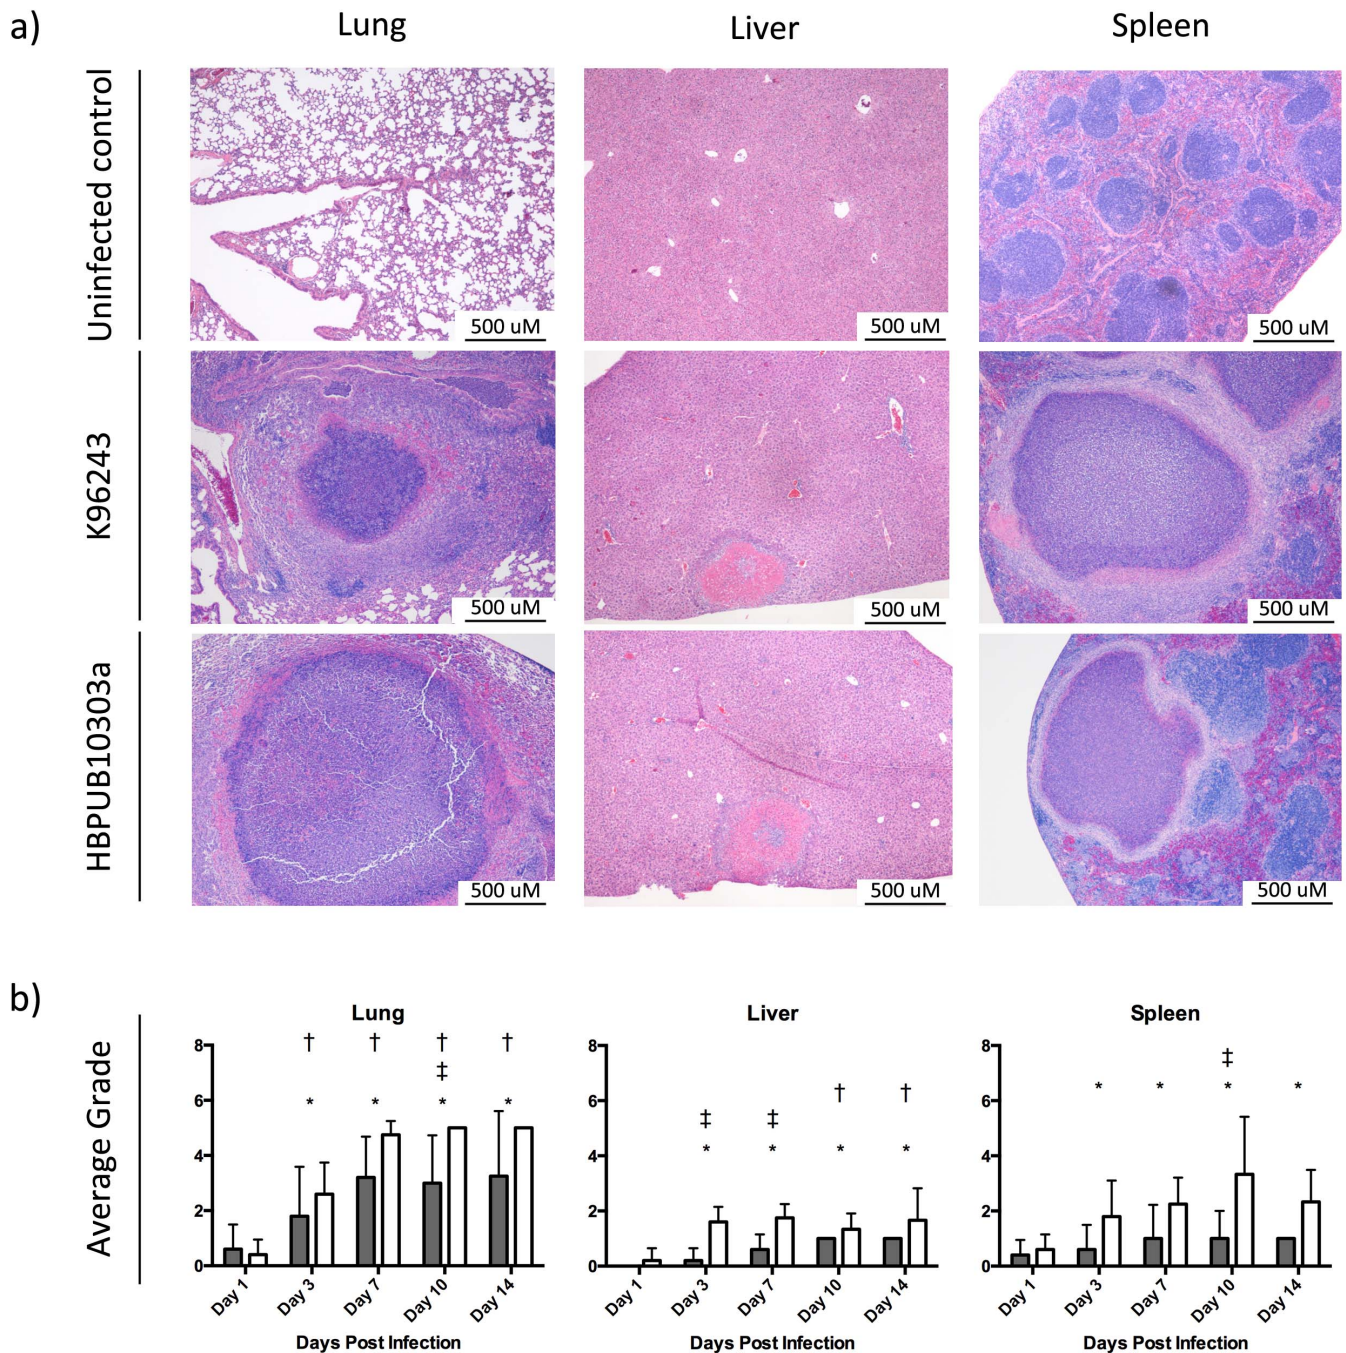 a)
Lung Liver Spleen
Uninfected control
500 uM 500 uM 500 uM
K96243
500 uM 500 uM 500 uM
HBPUB10303a
500 uM 500 uM 500 uM
b)
Average Grade
Lung
8 † † † †
‡
6 * * * *
4
2
0
Day 1 Day 3 Day 7 Day 10 Day 14
Days Post Infection
Liver
8
6 † †
‡ ‡
4 * * * *
2
0
Day 1 Day 3 Day 7 Day 10 Day 14
Days Post Infection
Spleen
8 ‡
* * * *
6
4
2
0
Day 1 Day 3 Day 7 Day 10 Day 14
Days Post Infection